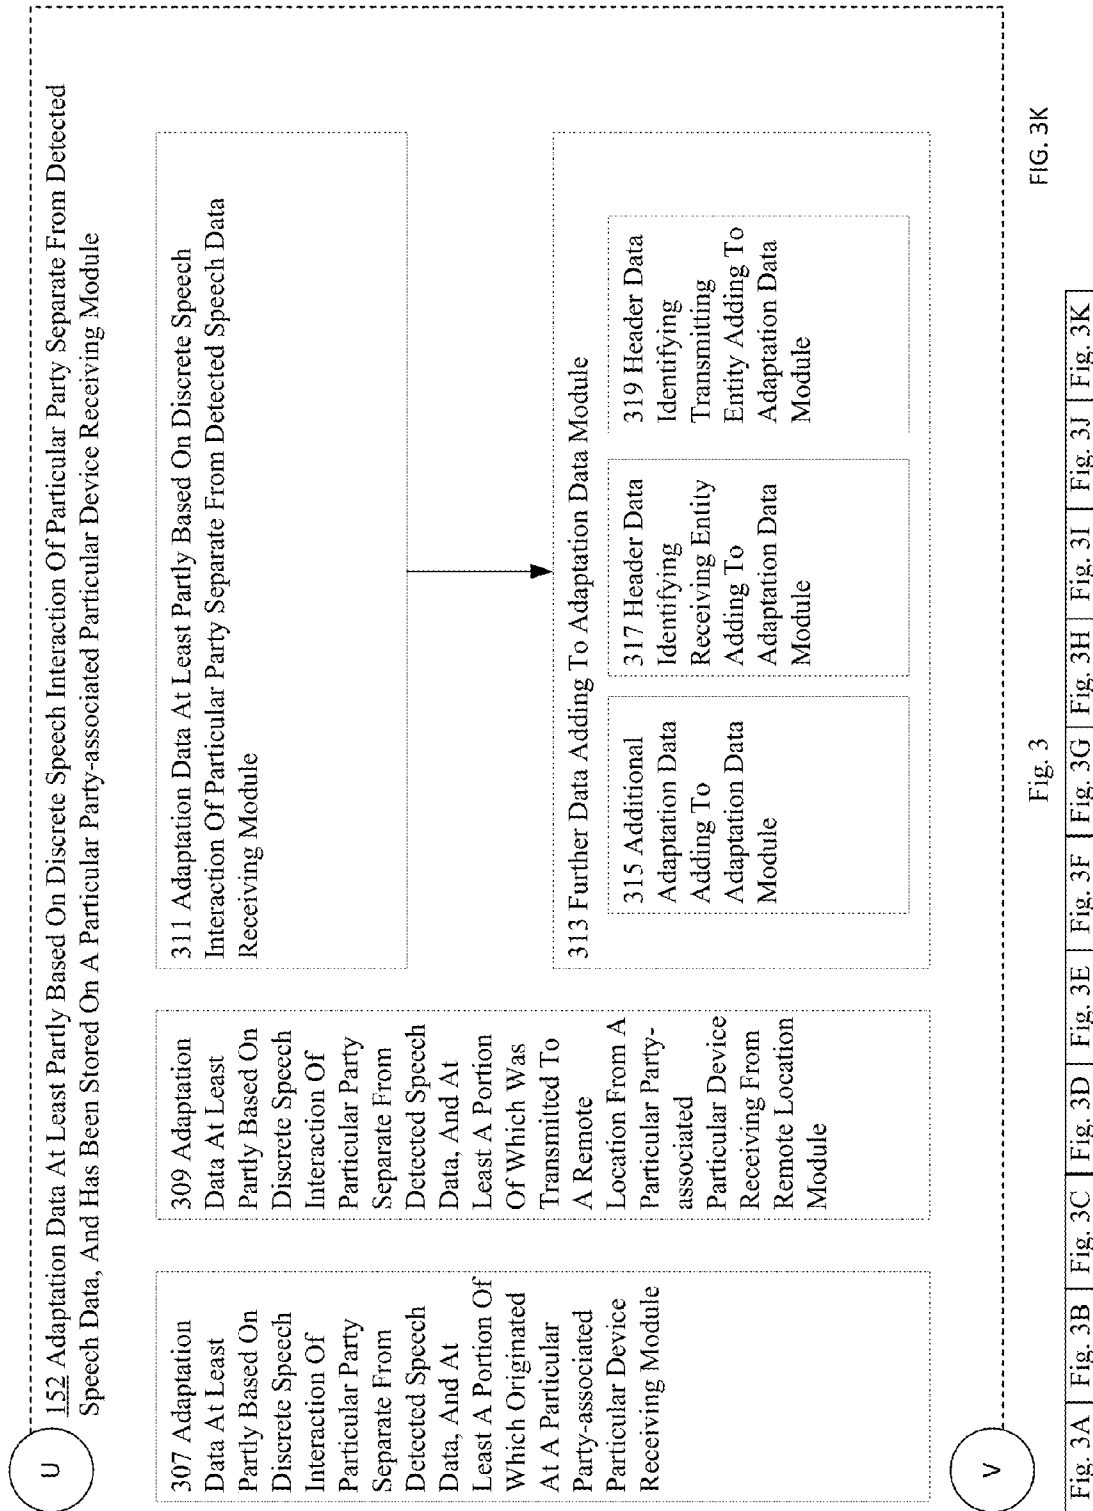 U
152 Adaptation Data At Least Partly Based On Discrete Speech Interaction Of Particular Party Separate From Detected
Speech Data, And Has Been Stored On A Particular Party-associated Particular Device Receiving Module
307 Adaptation
Data At Least
Partly Based On
Discrete Speech
Interaction Of
Particular Party
Separate From
Detected Speech
Data, And At
Least A Portion Of
Which Originated
At A Particular
Party-associated
Particular Device
Receiving Module
309 Adaptation
Data At Least
Partly Based On
Discrete Speech
Interaction Of
Particular Party
Separate From
Detected Speech
Data, And At
Least A Portion
Of Which Was
Transmitted To
A Remote
Location From A
Particular Party-
associated
Particular Device
Receiving From
Remote Location
Module
311 Adaptation Data At Least Partly Based On Discrete Speech
Interaction Of Particular Party Separate From Detected Speech Data
Receiving Module
313 Further Data Adding To Adaptation Data Module
315 Additional
Adaptation Data
Adding To
Adaptation Data
Module
317 Header Data
Identifying
Receiving Entity
Adding To
Adaptation Data
Module
319 Header Data
Identifying
Transmitting
Entity Adding To
Adaptation Data
Module
V
Fig. 3
FIG. 3K
Fig. 3A Fig. 3B Fig. 3C Fig. 3D Fig. 3E Fig. 3F Fig. 3G Fig. 3H Fig. 3I Fig. 3J Fig. 3K